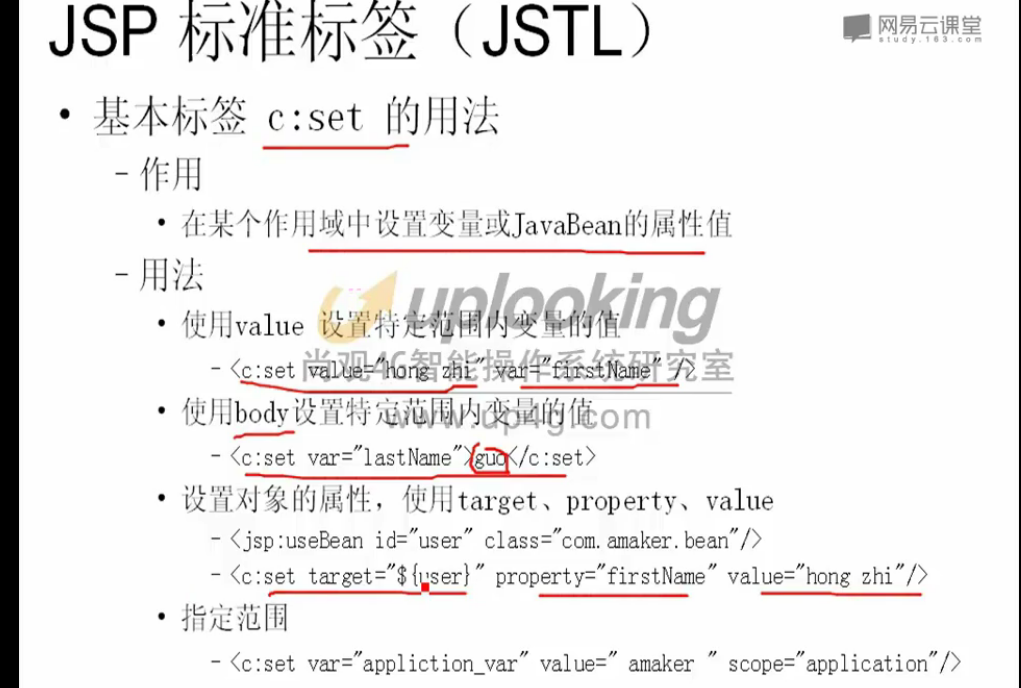 JSP 标准标签（JSTL）
网易云课堂
study.163.com
• 基本标签 c:set 的用法
– 作用
• 在某个作用域中设置变量或JavaBean的属性值
– 用法
uplooking
• 使用value 设置特定范围内变量的值
尚观4G智能操作系统研究室
– <c:set value="hong zhi" var="firstName" />
• 使用body设置特定范围内变量的值
www.up4g.com
– <c:set var="lastName">guo</c:set>
• 设置对象的属性，使用target、property、value
– <jsp:useBean id="user" class="com.amaker.bean"/>
– <c:set target="${user}" property="firstName" value="hong zhi"/>
• 指定范围
– <c:set var="appliction_var" value=" amaker " scope="application"/>